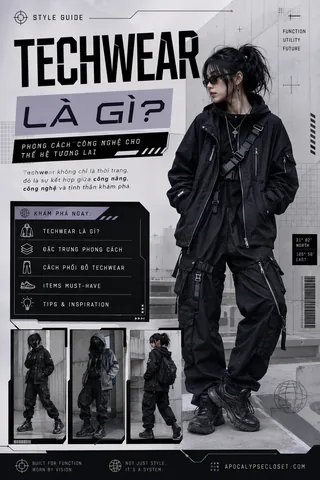 STYLE GUIDE
TECHWEAR
LÀ GÌ?
PHONG CÁCH CÔNG NGHỆ CHO
THẾ HỆ TƯƠNG LAI
Techwear không chỉ là thời trang,
đó là sự kết hợp giữa công năng,
công nghệ và tinh thần khám phá
FUNCTION
UTILITY
FUTURE
KHÁM PHÁ NGAY
TECHWEAR LÀ GÌ?
ĐẶC TRƯNG PHONG CÁCH
CÁCH PHỐI ĐỒ TECHWEAR
ITEMS MUST-HAVE
TIPS & INSPIRATION
NORTH
EAST
BUILT FOR FUNCTION
WORN BY VISION
NOT JUST STYLE.
IT'S A SYSTEM.
APOCALYPSECLOSET.COM